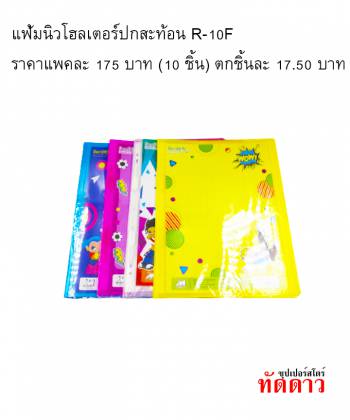 แฟ้มนิวโฮลเดอร์ปกสะท้อน R-10F
ราคาแพคละ 175 บาท (10 ชิ้น) ตกชิ้นละ 17.50 บาท
WOW!
ซุปเปอร์สโตร์
ทัดดาว